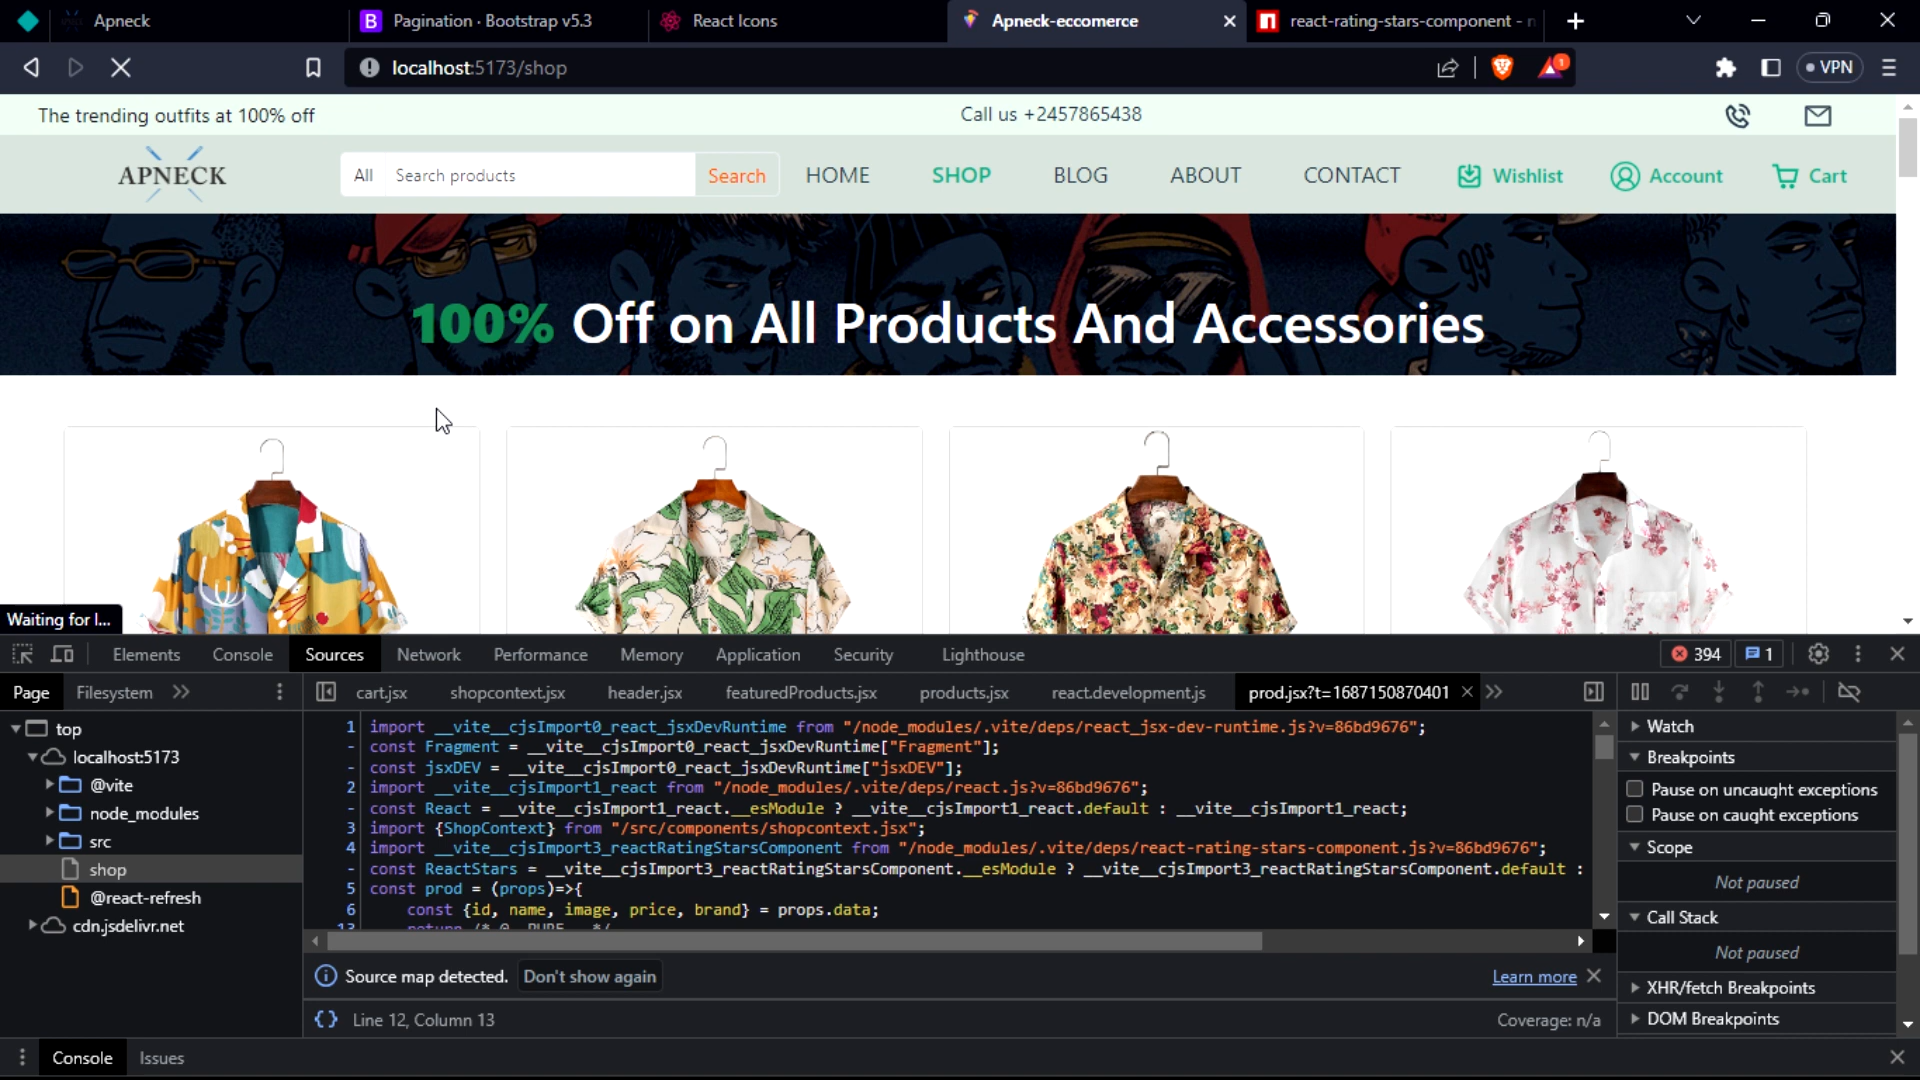 Apneck
Pagination · Bootstrap v5.3
React Icons
Apneck-eccomerce
react-rating-stars-component - n
localhost:5173/shop
1
VPN
The trending outfits at 100% off
Call us +2457865438
APNECK
All
Search products
Search
HOME
SHOP
BLOG
ABOUT
CONTACT
Wishlist
Account
Cart
99$
100% Off on All Products And Accessories
Waiting for l...
Elements
Console
Sources
Network
Performance
Memory
Application
Security
Lighthouse
394
1
Page
Filesystem
cart.jsx
shopcontext.jsx
header.jsx
featuredProducts.jsx
products.jsx
react.development.js
prod.jsx?t=1687150870401
top
localhost:5173
@vite
node_modules
src
shop
@react-refresh
cdn.jsdelivr.net
1 import __vite__cjsImport0_react_jsxDevRuntime from "/node_modules/.vite/deps/react_jsx-dev-runtime.js?v=86bd9676";
- const Fragment = __vite__cjsImport0_react_jsxDevRuntime["Fragment"];
- const jsxDEV = __vite__cjsImport0_react_jsxDevRuntime["jsxDEV"];
2 import __vite__cjsImport1_react from "/node_modules/.vite/deps/react.js?v=86bd9676";
- const React = __vite__cjsImport1_react.__esModule ? __vite__cjsImport1_react.default : __vite__cjsImport1_react;
3 import {ShopContext} from "/src/components/shopcontext.jsx";
4 import __vite__cjsImport3_reactRatingStarsComponent from "/node_modules/.vite/deps/react-rating-stars-component.js?v=86bd9676";
- const ReactStars = __vite__cjsImport3_reactRatingStarsComponent.__esModule ? __vite__cjsImport3_reactRatingStarsComponent.default :
5 const prod = (props)=>{
6 const {id, name, image, price, brand} = props.data;
Source map detected.
Don't show again
Learn more
{} Line 12, Column 13
Coverage: n/a
Watch
Breakpoints
Pause on uncaught exceptions
Pause on caught exceptions
Scope
Not paused
Call Stack
Not paused
XHR/fetch Breakpoints
DOM Breakpoints
Console
Issues